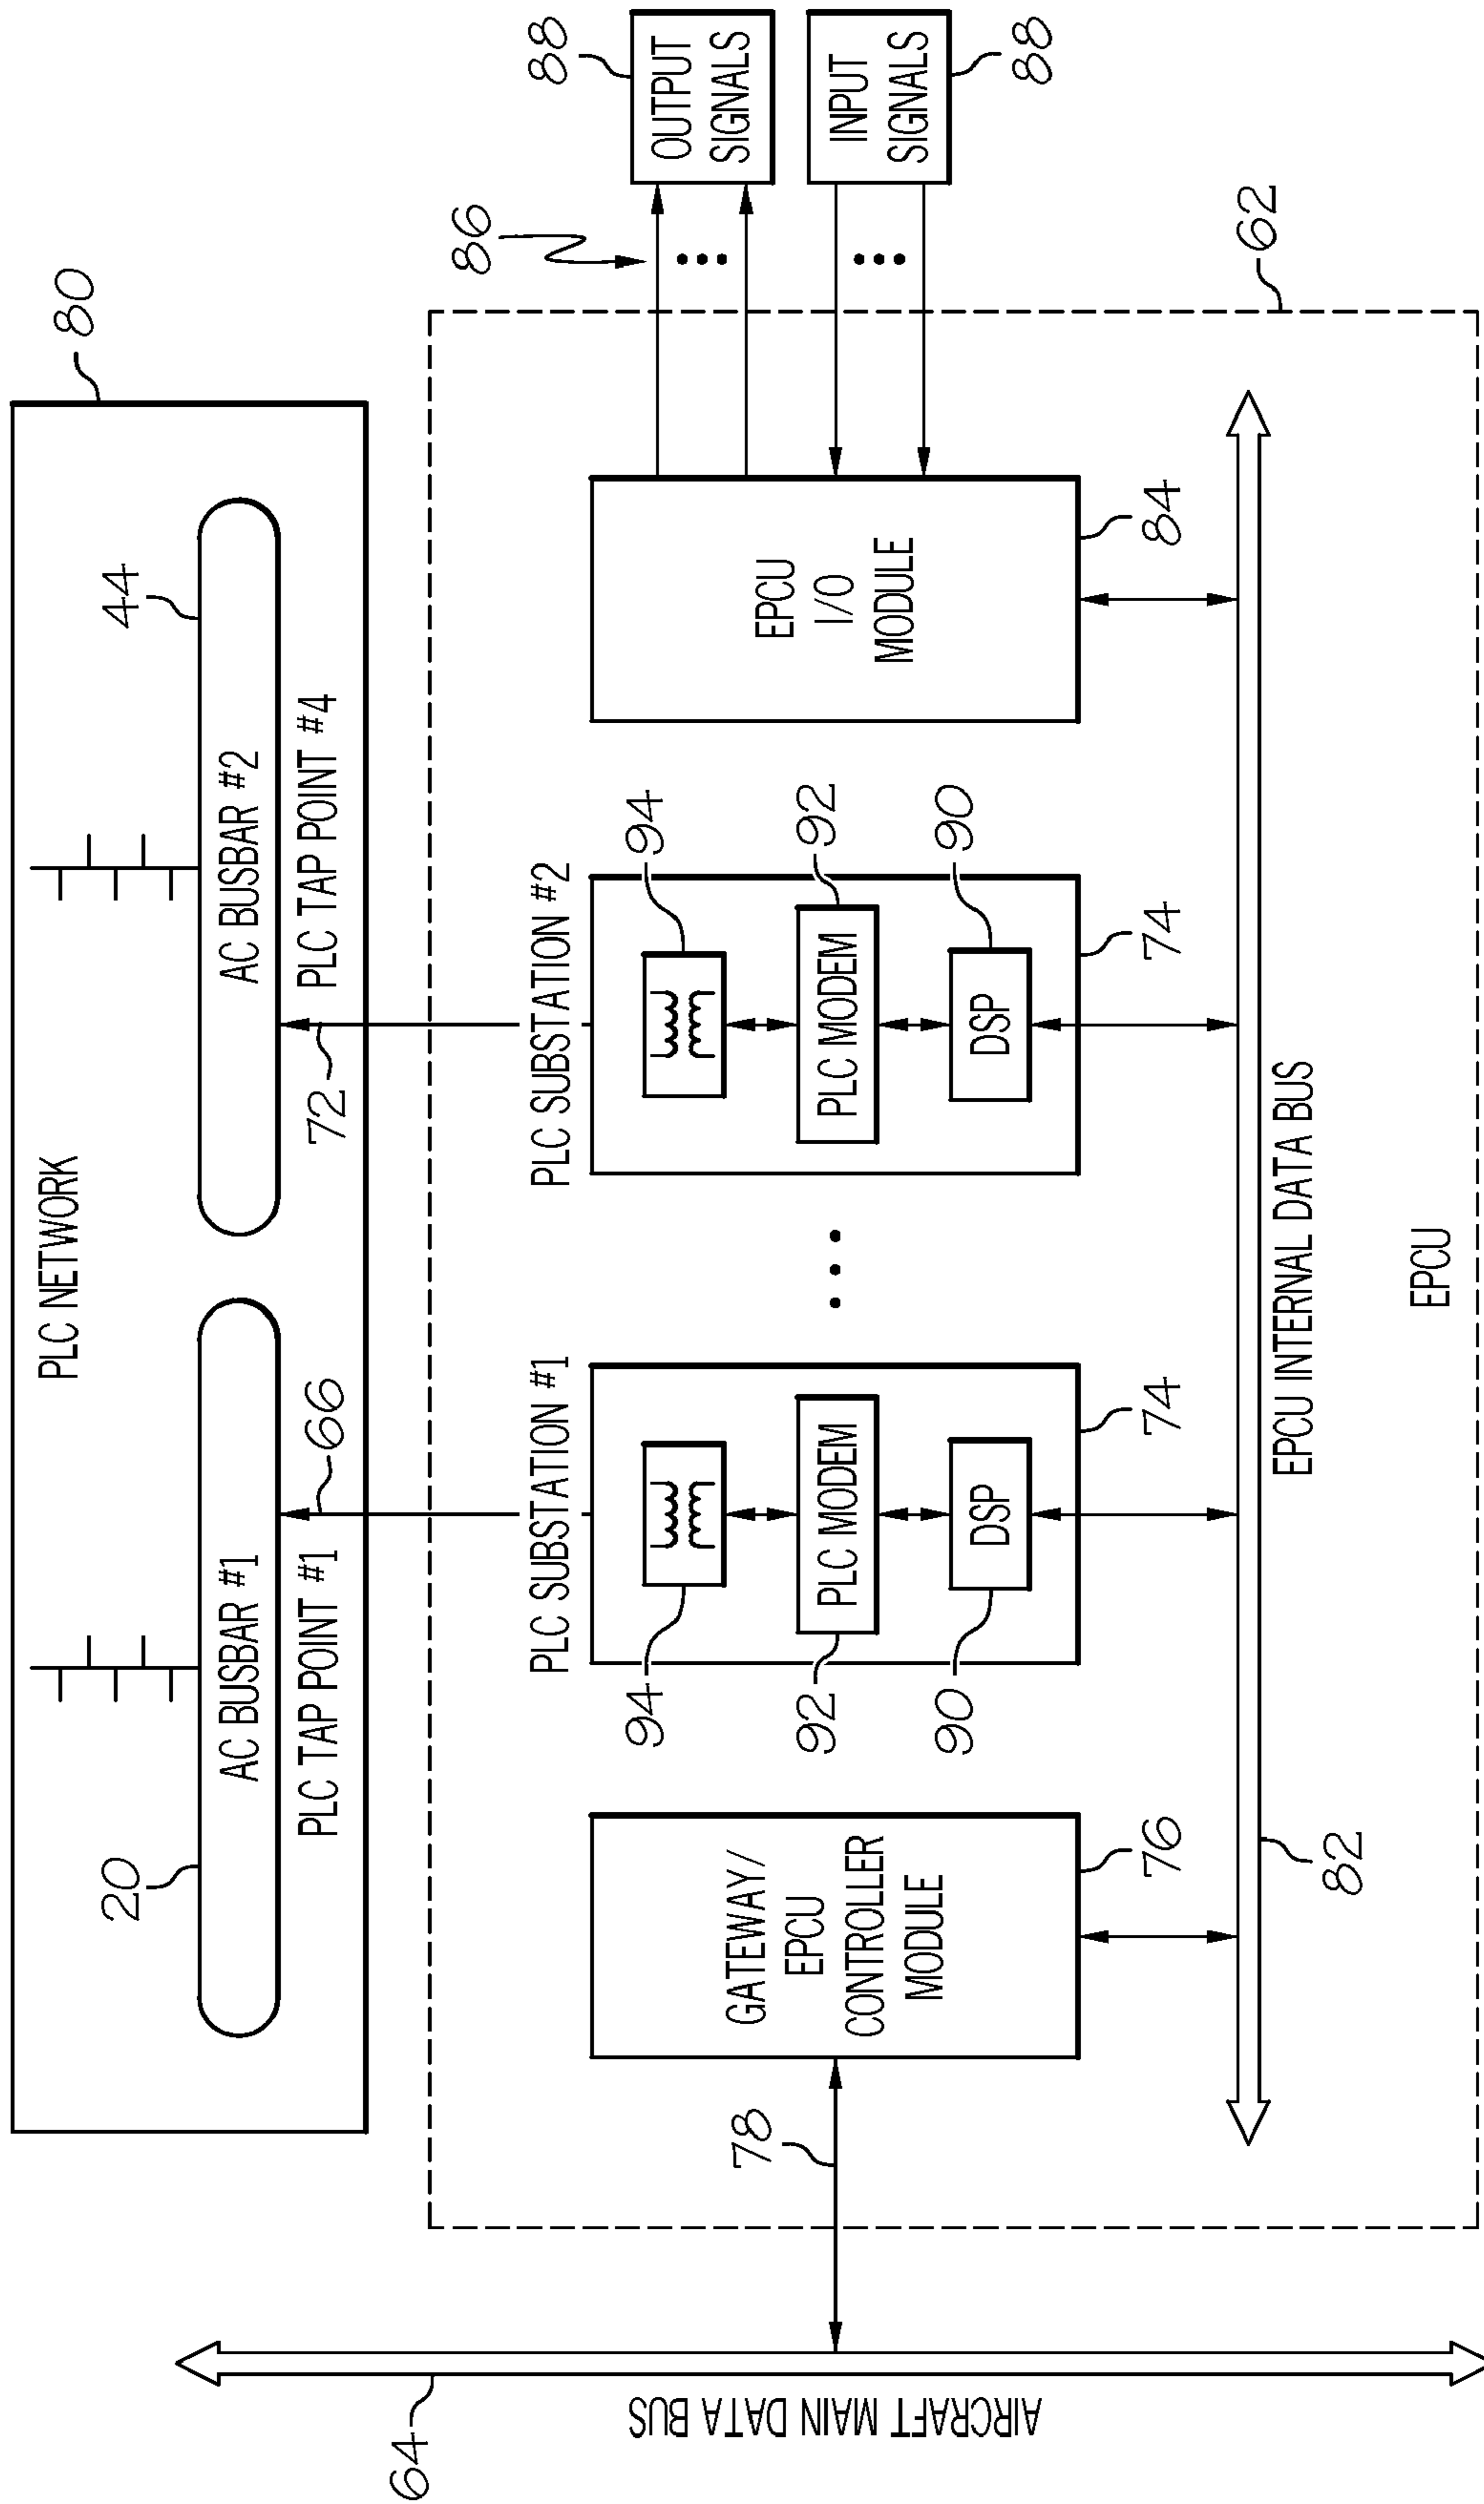 PLC NETWORK
80
20
44
AC BUSBAR #1
AC BUSBAR #2
PLC TAP POINT #1
66
72
PLC TAP POINT #4
86
62
PLC SUBSTATION #1
PLC SUBSTATION #2
88
OUTPUT
SIGNALS
INPUT
SIGNALS
88
GATEWAY/
EPCU
CONTROLLER
MODULE
76
94
92
PLC MODEM
90
DSP
74
94
92
PLC MODEM
90
DSP
74
EPCU
I/O
MODULE
84
78
64
AIRCRAFT MAIN DATA BUS
82
EPCU INTERNAL DATA BUS
EPCU